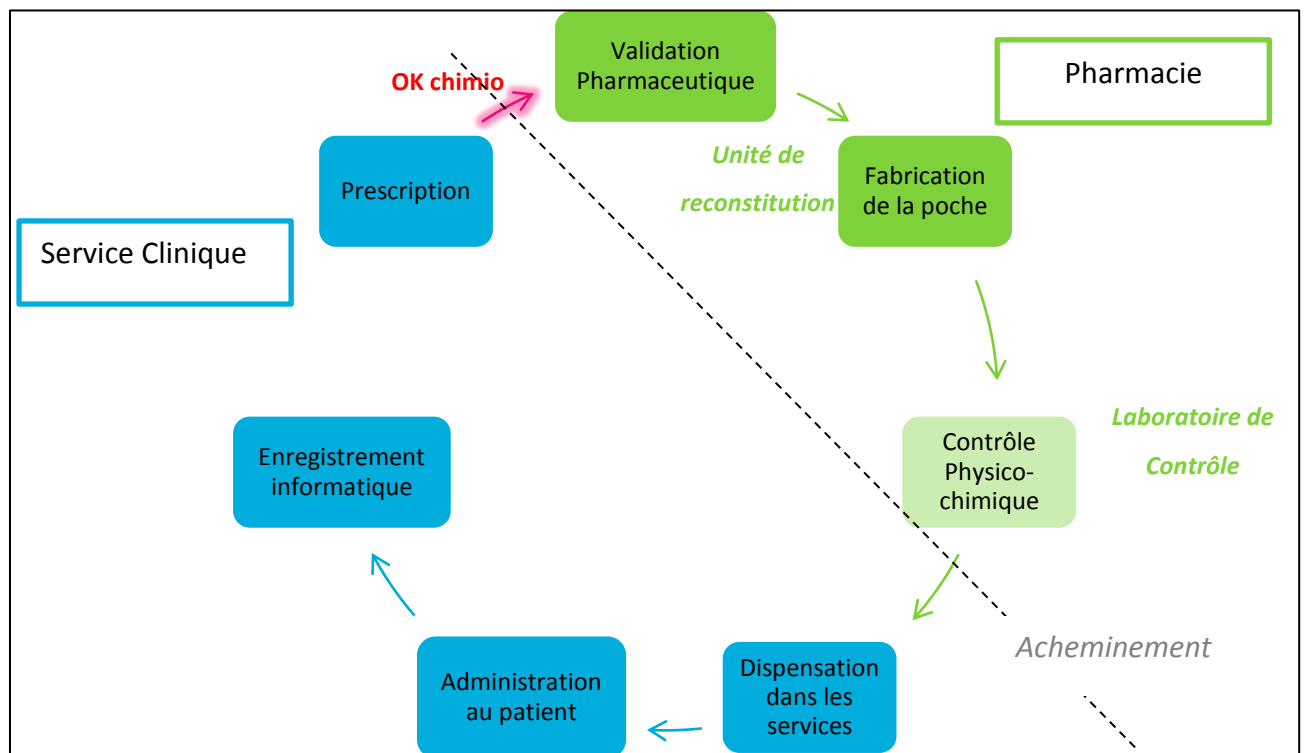 Validation
Pharmaceutique
Pharmacie
OK chimio
Unité de
reconstitution
Fabrication
de la poche
Prescription
Service Clinique
Laboratoire de
Contrôle
Contrôle
Physico-
chimique
Enregistrement
informatique
Acheminement
Dispensation
dans les
services
Administration
au patient